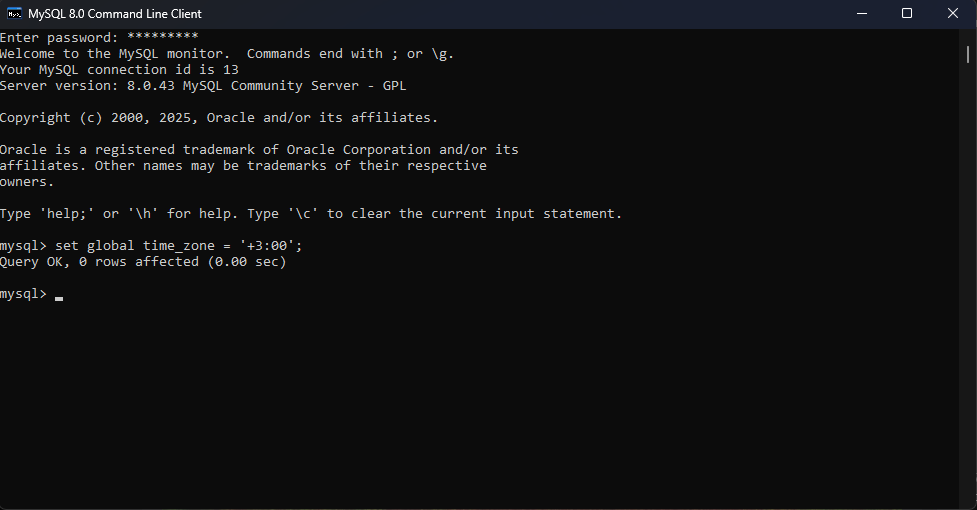 MySQL 8.0 Command Line Client
Enter password: *********
Welcome to the MySQL monitor.  Commands end with ; or \g.
Your MySQL connection id is 13
Server version: 8.0.43 MySQL Community Server - GPL
Copyright (c) 2000, 2025, Oracle and/or its affiliates.
Oracle is a registered trademark of Oracle Corporation and/or its
affiliates. Other names may be trademarks of their respective
owners.
Type 'help;' or '\h' for help. Type '\c' to clear the current input statement.
mysql> set global time_zone = '+3:00';
Query OK, 0 rows affected (0.00 sec)
mysql>